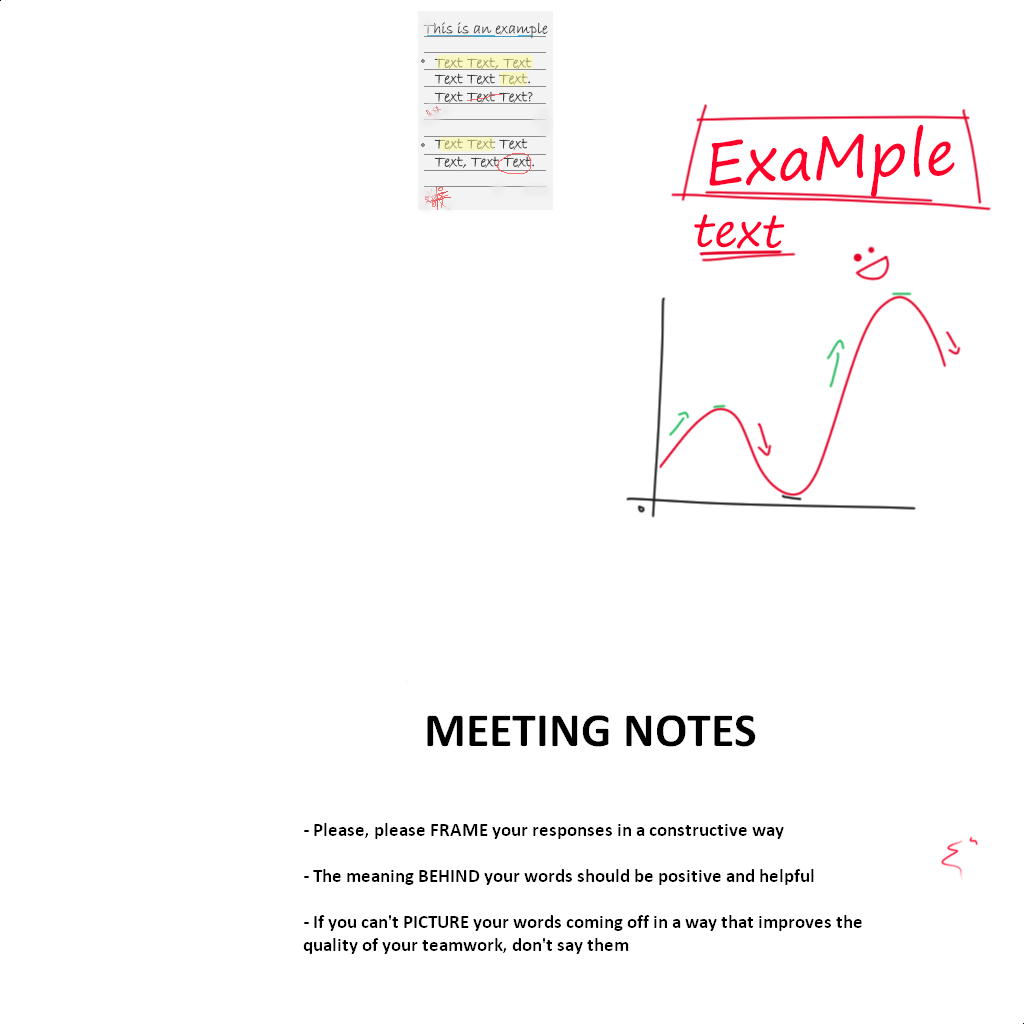 This is an example
• Text Text, Text
Text Text Text.
Text Text Text?
• Text Text Text
Text, Text Text.
ExaMple
text
0
MEETING NOTES
- Please, please FRAME your responses in a constructive way
- The meaning BEHIND your words should be positive and helpful
- If you can't PICTURE your words coming off in a way that improves the
quality of your teamwork, don't say them